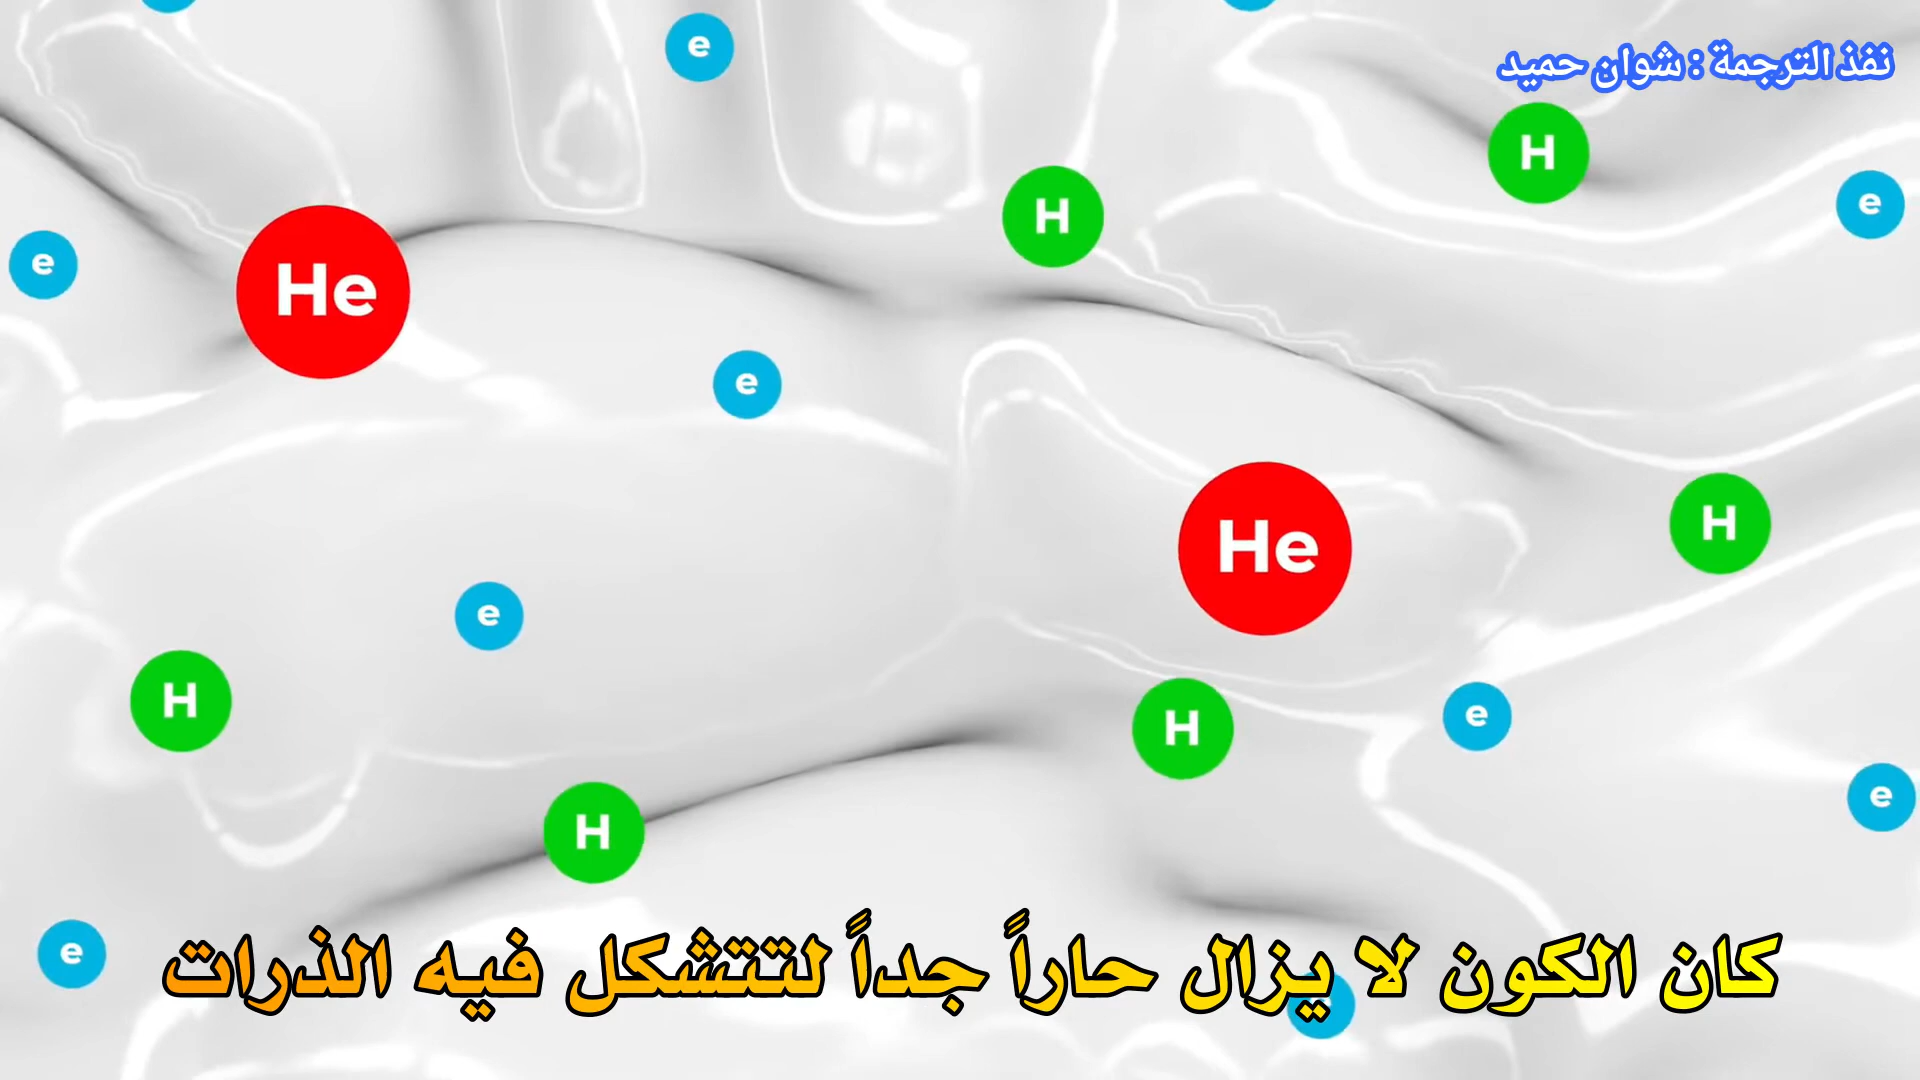 نفذ الترجمة : شوان حميد
e
H
e
H
e
He
e
H
He
e
H
H
e
e
H
e
كان الكون لا يزال حاراً جداً لتتشكل فيه الذرات